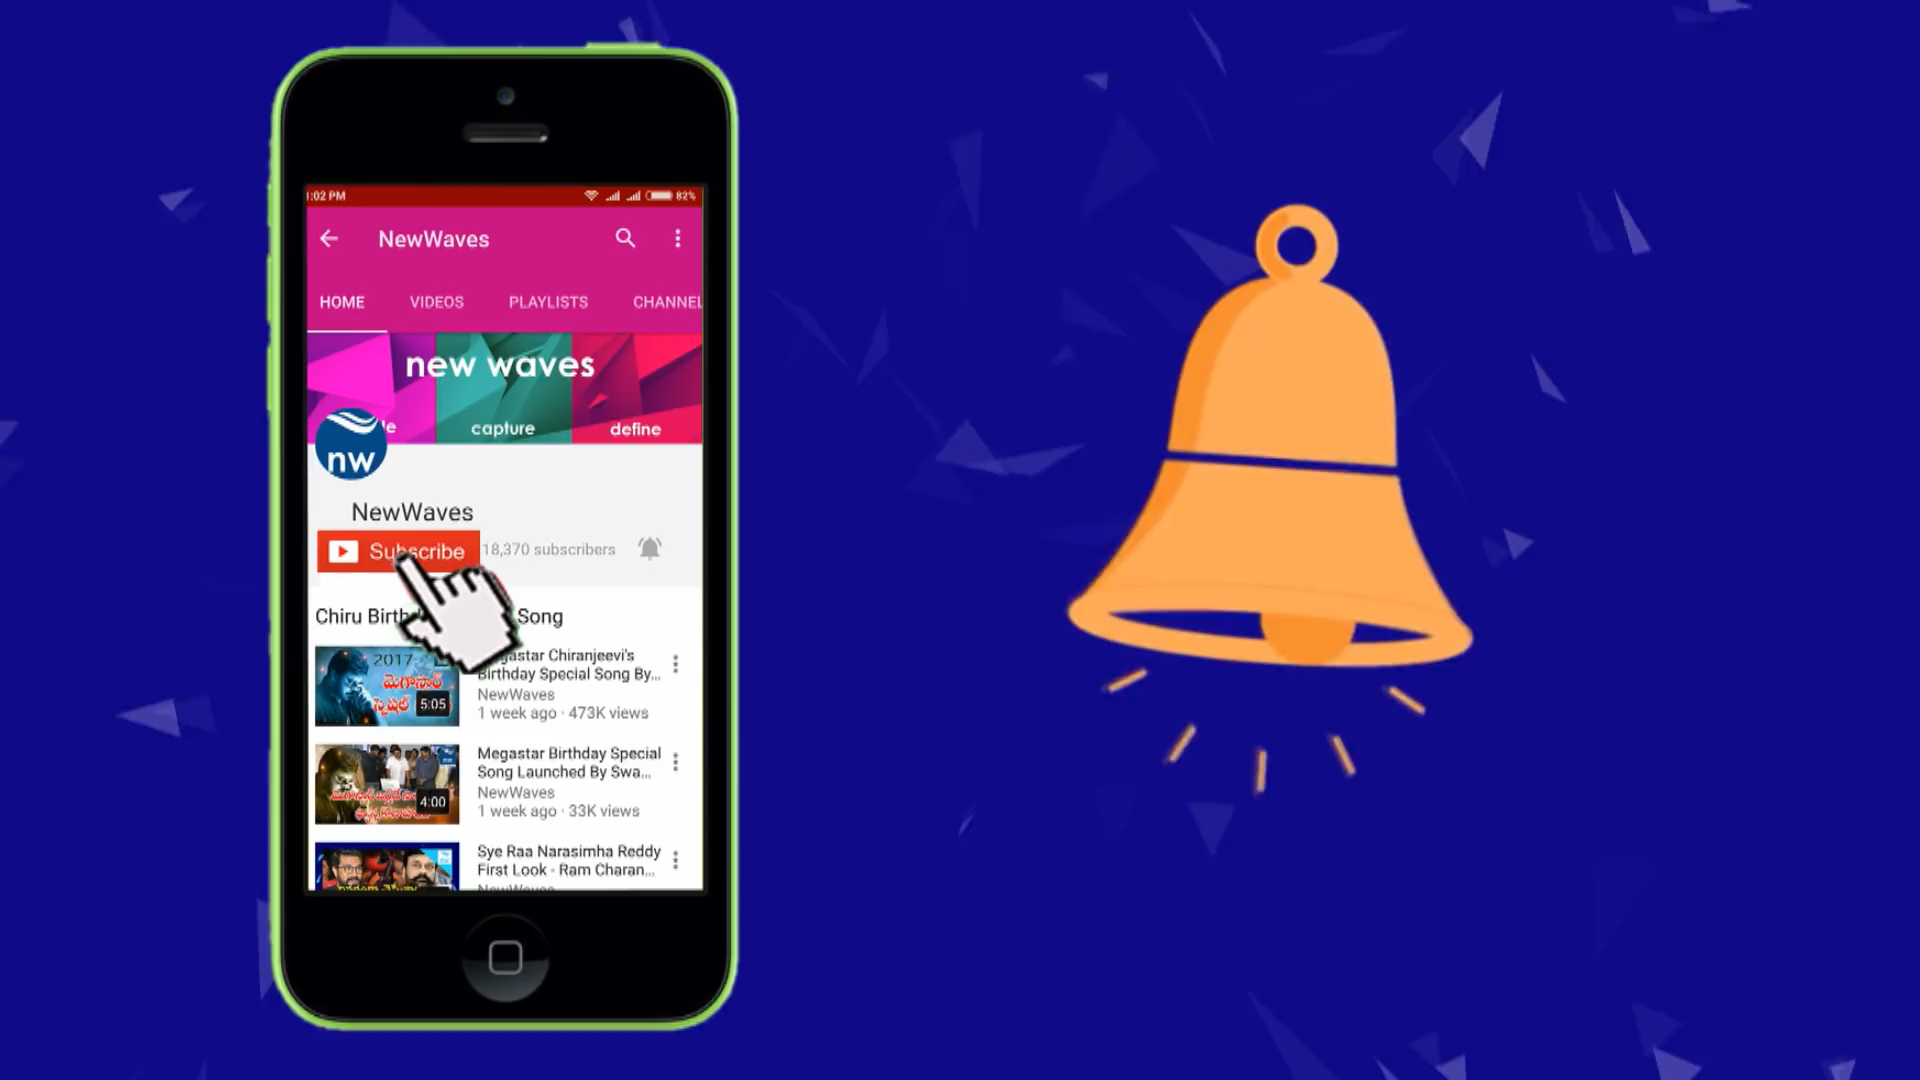 1:02 PM
82%
NewWaves
HOME VIDEOS PLAYLISTS CHANNEL
new waves
capture
define
nw
NewWaves
Subscribe
18,370 subscribers
Chiru Song
2017
మెగాస్టార్
స్పెషల్
5:05
Chiranjeevi's
Birthday Special Song By...
NewWaves
1 week ago · 473K views
4:00
Megastar Birthday Special
Song Launched By Swa...
NewWaves
1 week ago · 33K views
Sye Raa Narasimha Reddy
First Look - Ram Charan...
NewWaves